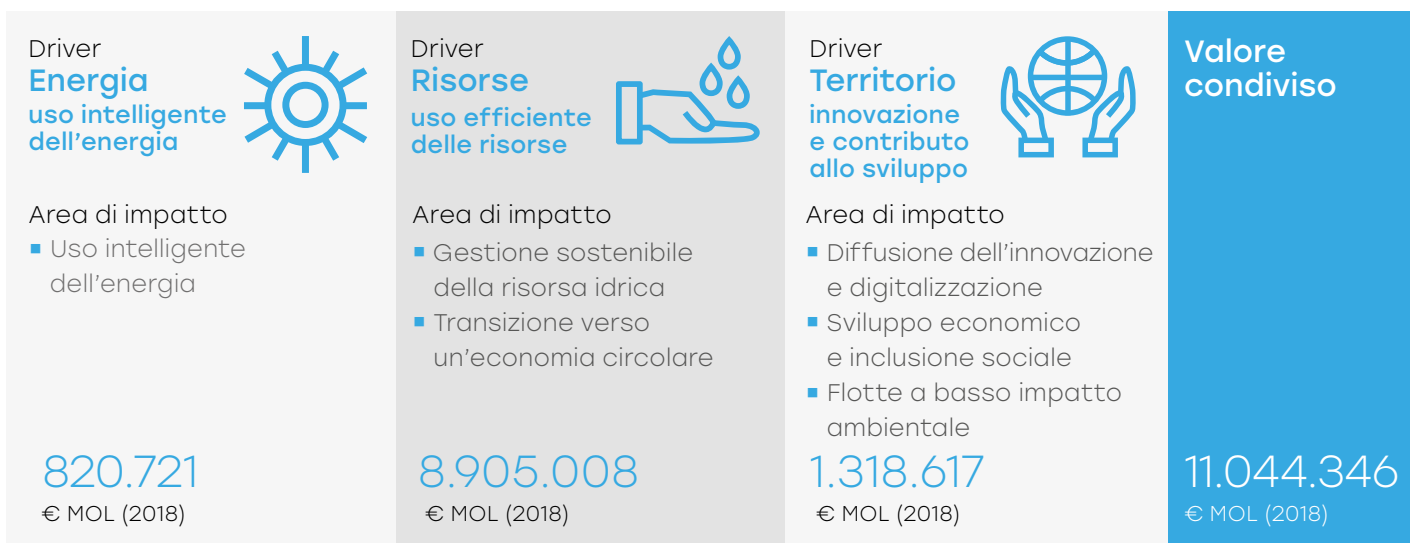 Driver
Energia
uso intelligente
dell'energia
Area di impatto
▪ Uso intelligente
dell'energia
820.721
€ MOL (2018)
Driver
Risorse
uso efficiente
delle risorse
Area di impatto
▪ Gestione sostenibile
della risorsa idrica
▪ Transizione verso
un'economia circolare
8.905.008
€ MOL (2018)
Driver
Territorio
innovazione
e contributo
allo sviluppo
Area di impatto
▪ Diffusione dell'innovazione
e digitalizzazione
▪ Sviluppo economico
e inclusione sociale
▪ Flotte a basso impatto
ambientale
1.318.617
€ MOL (2018)
Valore
condiviso
11.044.346
€ MOL (2018)